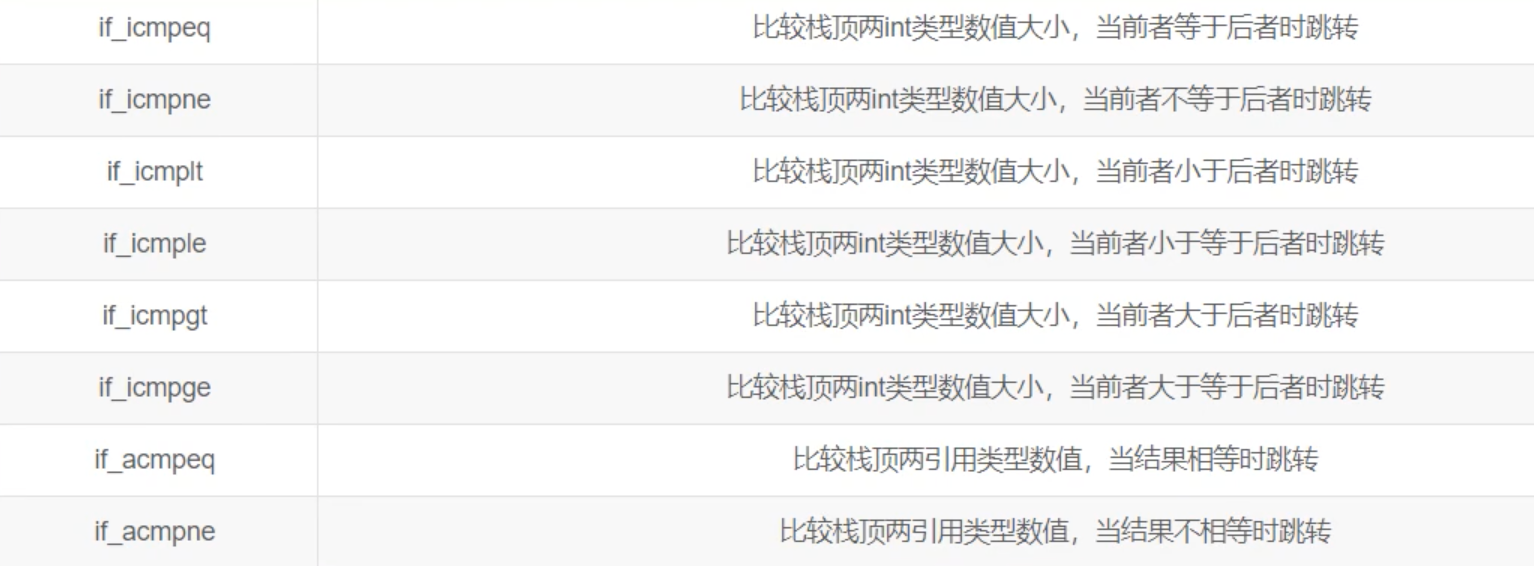 if_icmpeq 比较栈顶两int类型数值大小，当前者等于后者时跳转
if_icmpne 比较栈顶两int类型数值大小，当前者不等于后者时跳转
if_icmplt 比较栈顶两int类型数值大小，当前者小于后者时跳转
if_icmple 比较栈顶两int类型数值大小，当前者小于等于后者时跳转
if_icmpgt 比较栈顶两int类型数值大小，当前者大于后者时跳转
if_icmpge 比较栈顶两int类型数值大小，当前者大于等于后者时跳转
if_acmpeq 比较栈顶两引用类型数值，当结果相等时跳转
if_acmpne 比较栈顶两引用类型数值，当结果不相等时跳转